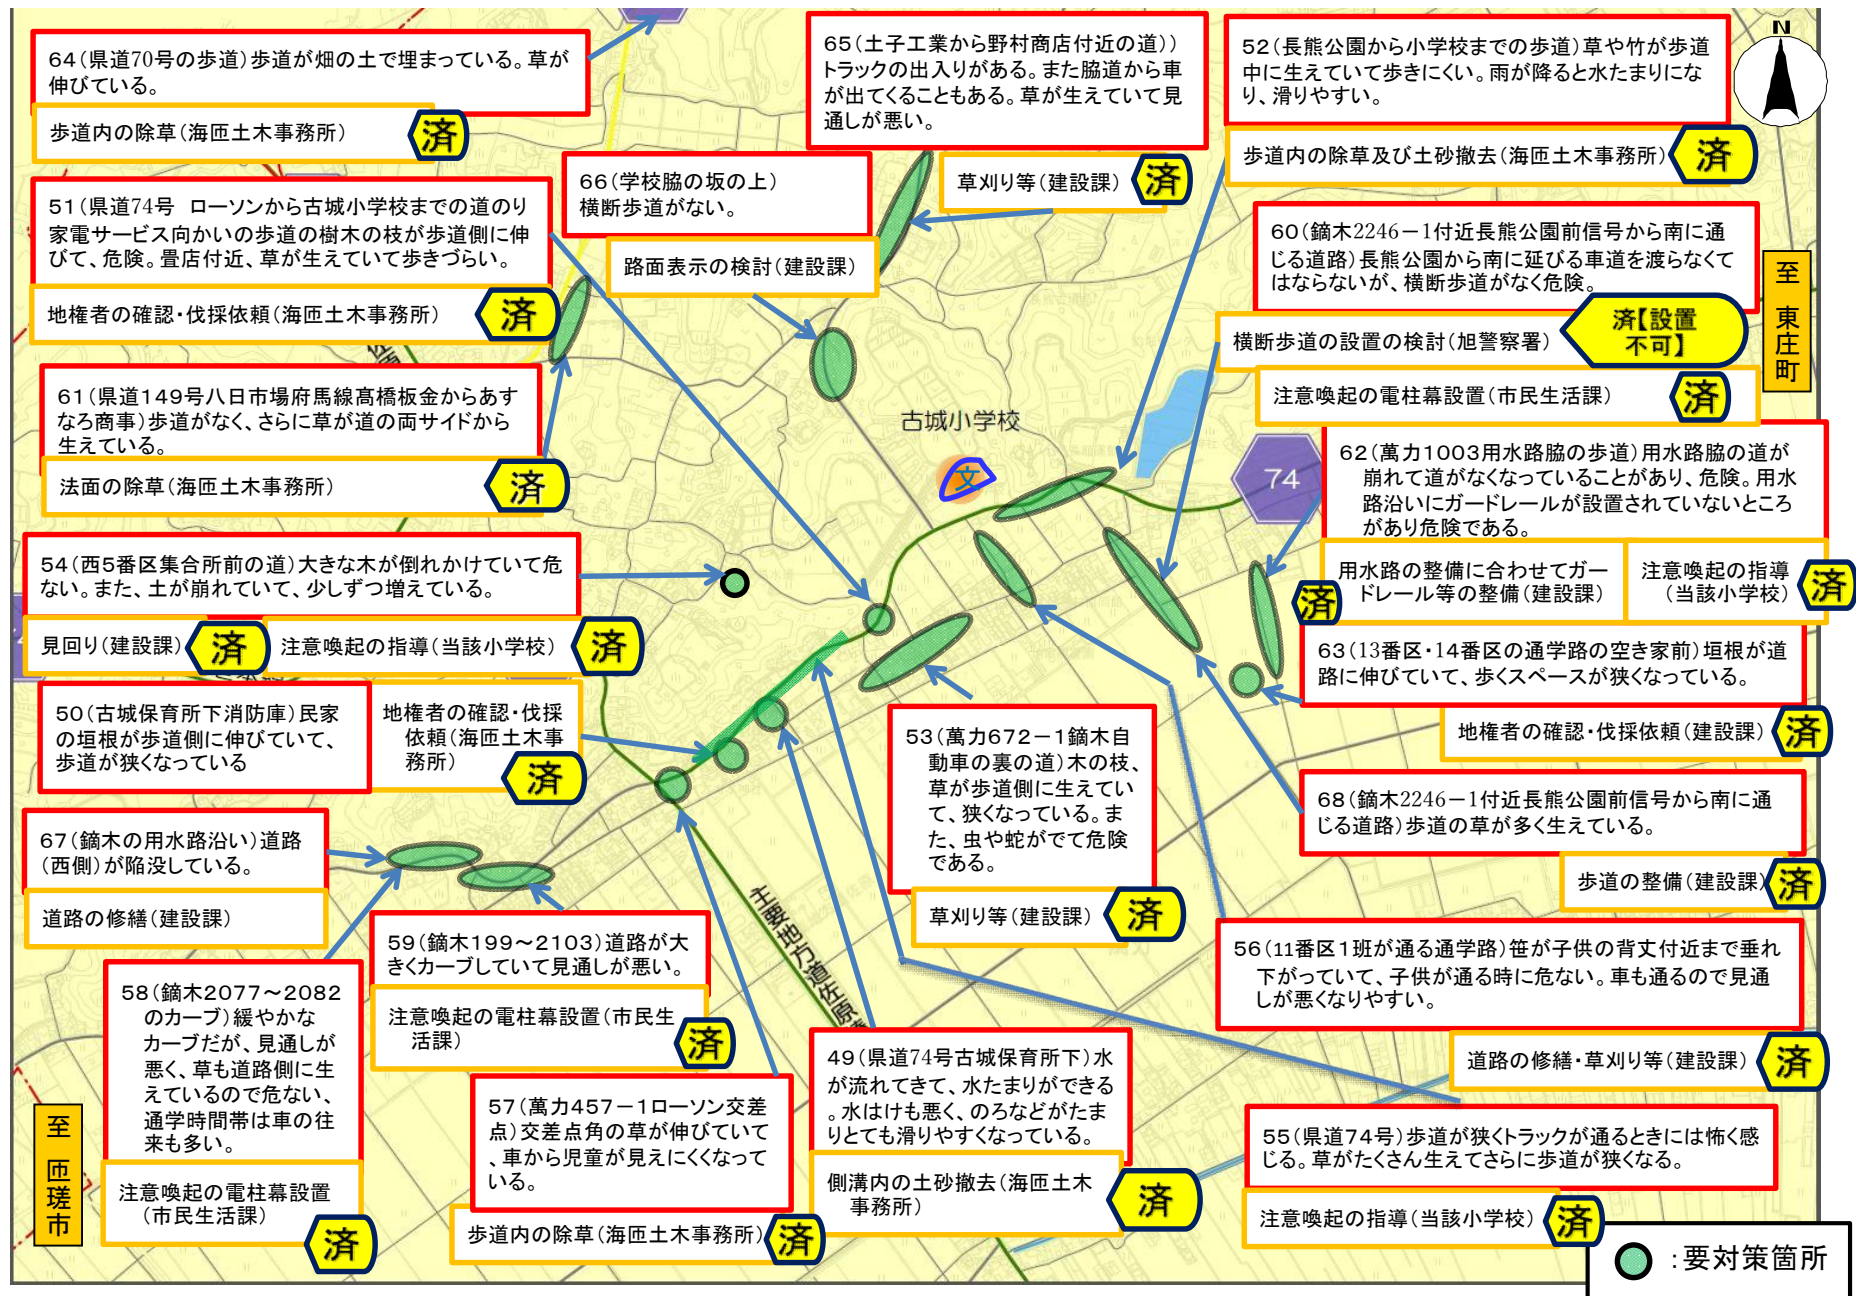 64(県道70号の歩道)歩道が畑の土で埋まっている。草が
伸びている。
歩道内の除草(海匝土木事務所)
済
65(土子工業から野村商店付近の道))
トラックの出入りがある。また脇道から車
が出てくることもある。草が生えていて見
通しが悪い。
草刈り等(建設課)
済
52(長熊公園から小学校までの歩道)草や竹が歩道
中に生えていて歩きにくい。雨が降ると水たまりにな
り、滑りやすい。
歩道内の除草及び土砂撤去(海匝土木事務所)
済
N
66(学校脇の坂の上)
横断歩道がない。
路面表示の検討(建設課)
51(県道74号 ローソンから古城小学校までの道のり
家電サービス向かいの歩道の樹木の枝が歩道側に伸
びて、危険。畳店付近、草が生えていて歩きづらい。
地権者の確認・伐採依頼(海匝土木事務所)
済
60(鏑木2246-1付近長熊公園前信号から南に通
じる道路)長熊公園から南に延びる車道を渡らなくて
はならないが、横断歩道がなく危険。
横断歩道の設置の検討(旭警察署)
済【設置
不可】
注意喚起の電柱幕設置(市民生活課)
済
至 東庄町
61(県道149号八日市場府馬線髙橋板金からあす
なろ商事)歩道がなく、さらに草が道の両サイドから
生えている。
法面の除草(海匝土木事務所)
済
古城小学校
文
74
62(萬力1003用水路脇の歩道)用水路脇の道が
崩れて道がなくなっていることがあり、危険。用水
路沿いにガードレールが設置されていないところ
があり危険である。
用水路の整備に合わせてガー
ドレール等の整備(建設課)
済
注意喚起の指導
(当該小学校)
済
54(西5番区集合所前の道)大きな木が倒れかけていて危
ない。また、土が崩れていて、少しずつ増えている。
見回り(建設課)
済
注意喚起の指導(当該小学校)
済
63(13番区・14番区の通学路の空き家前)垣根が道
路に伸びていて、歩くスペースが狭くなっている。
地権者の確認・伐採依頼(建設課)
済
50(古城保育所下消防庫)民家
の垣根が歩道側に伸びていて、
歩道が狭くなっている
地権者の確認・伐採
依頼(海匝土木事
務所)
済
53(萬力672-1鏑木自
動車の裏の道)木の枝、
草が歩道側に生えてい
て、狭くなっている。ま
た、虫や蛇がでて危険
である。
草刈り等(建設課)
済
68(鏑木2246-1付近長熊公園前信号から南に通
じる道路)歩道の草が多く生えている。
歩道の整備(建設課)
済
67(鏑木の用水路沿い)道路
(西側)が陥没している。
道路の修繕(建設課)
59(鏑木199~2103)道路が大
きくカーブしていて見通しが悪い。
注意喚起の電柱幕設置(市民生
活課)
済
主要地方道佐原
56(11番区1班が通る通学路)笹が子供の背丈付近まで垂れ
下がっていて、子供が通る時に危ない。車も通るので見通
しが悪くなりやすい。
道路の修繕・草刈り等(建設課)
済
58(鏑木2077~2082
のカーブ)緩やかな
カーブだが、見通しが
悪く、草も道路側に生
えているので危ない、
通学時間帯は車の往
来も多い。
注意喚起の電柱幕設置
(市民生活課)
済
至 匝瑳市
57(萬力457-1ローソン交差
点)交差点角の草が伸びていて
、車から児童が見えにくくなって
いる。
歩道内の除草(海匝土木事務所)
済
49(県道74号古城保育所下)水
が流れてきて、水たまりができる
。水はけも悪く、のろなどがたま
りとても滑りやすくなっている。
側溝内の土砂撤去(海匝土木
事務所)
済
55(県道74号)歩道が狭くトラックが通るときには怖く感
じる。草がたくさん生えてさらに歩道が狭くなる。
注意喚起の指導(当該小学校)
済
:要対策箇所